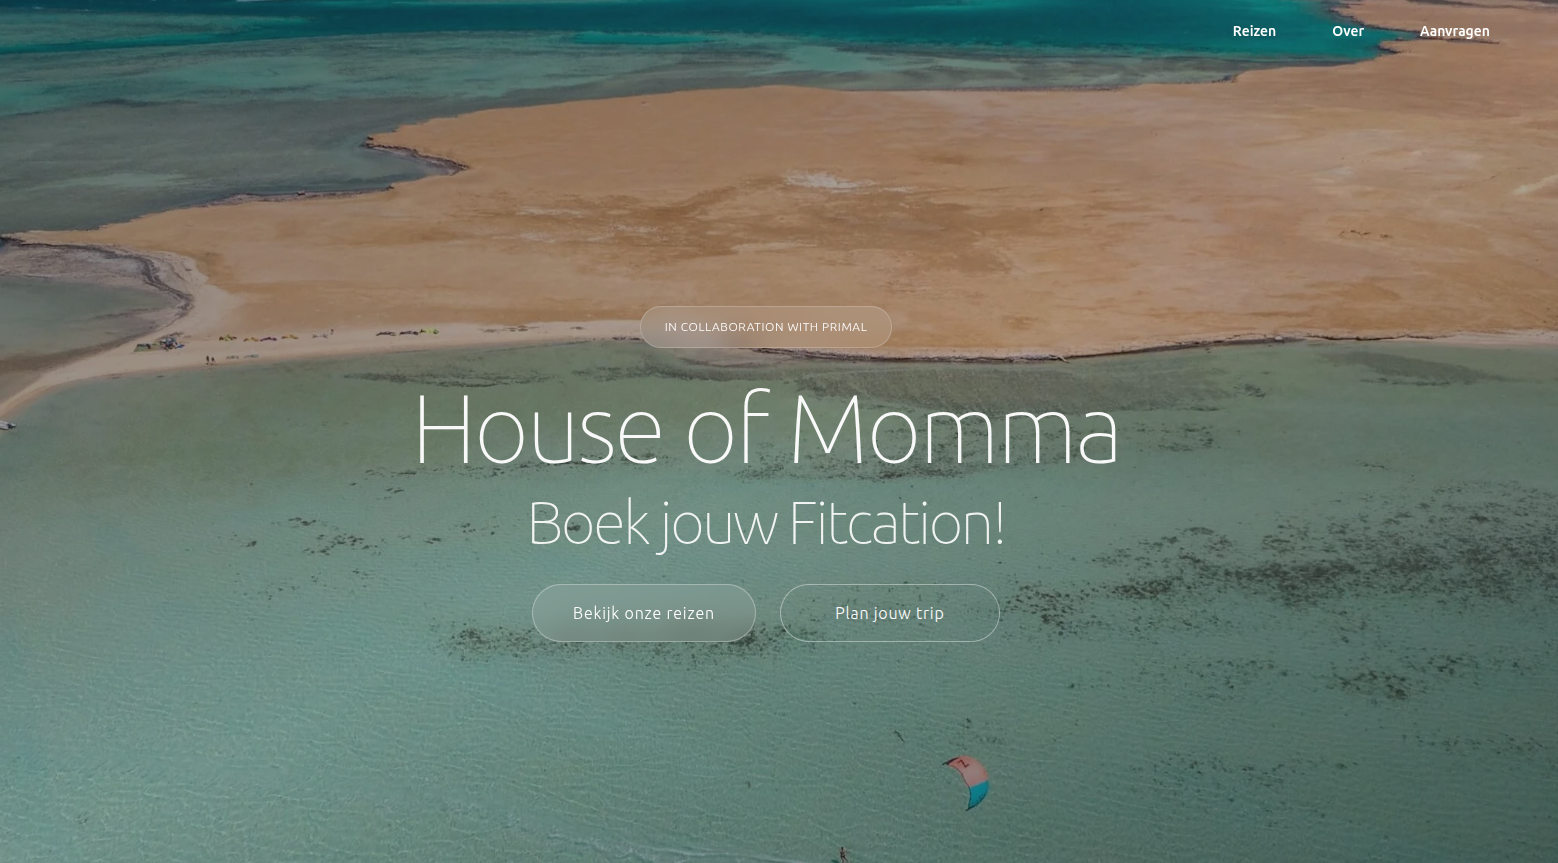 Reizen Over Aanvragen
IN COLLABORATION WITH PRIMAL
House of Momma
Boek jouw Fitcation!
Bekijk onze reizen Plan jouw trip